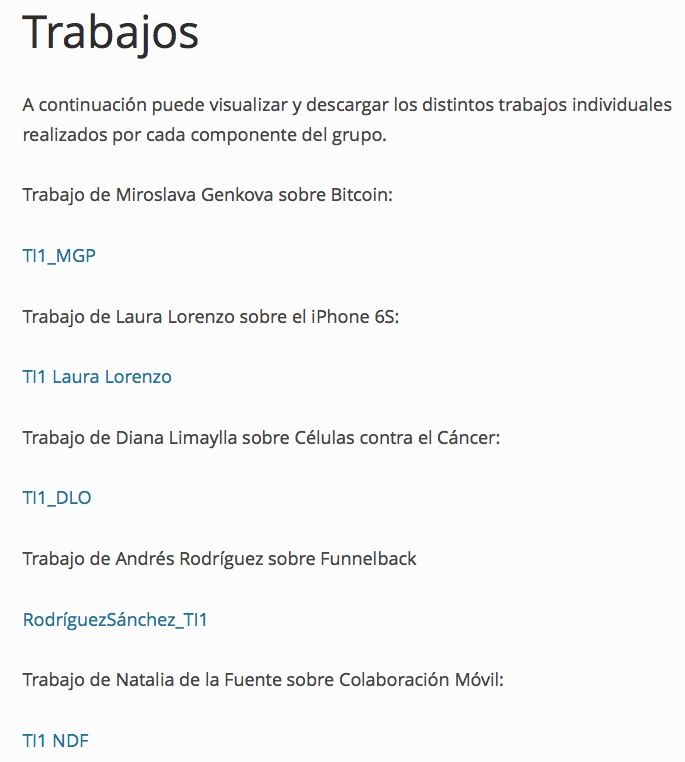 Trabajos
A continuación puede visualizar y descargar los distintos trabajos individuales
realizados por cada componente del grupo.
Trabajo de Miroslava Genkova sobre Bitcoin:
TI1_MGP
Trabajo de Laura Lorenzo sobre el iPhone 6S:
TI1 Laura Lorenzo
Trabajo de Diana Limaylla sobre Células contra el Cáncer:
TI1_DLO
Trabajo de Andrés Rodríguez sobre Funnelback
RodríguezSánchez_TI1
Trabajo de Natalia de la Fuente sobre Colaboración Móvil:
TI1 NDF